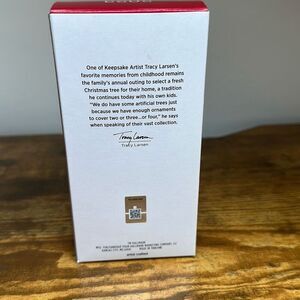 One of Keepsake Artist Tracy Larsen's
favorite memories from childhood remains
the family's annual outing to select a fresh
Christmas tree for their home, a tradition
he continues today with his own kids.
"We do have some artificial trees just
because we have enough ornaments
to cover two or three...or four," he says
when speaking of their vast collection.
Tracy Larsen
Tracy Larsen